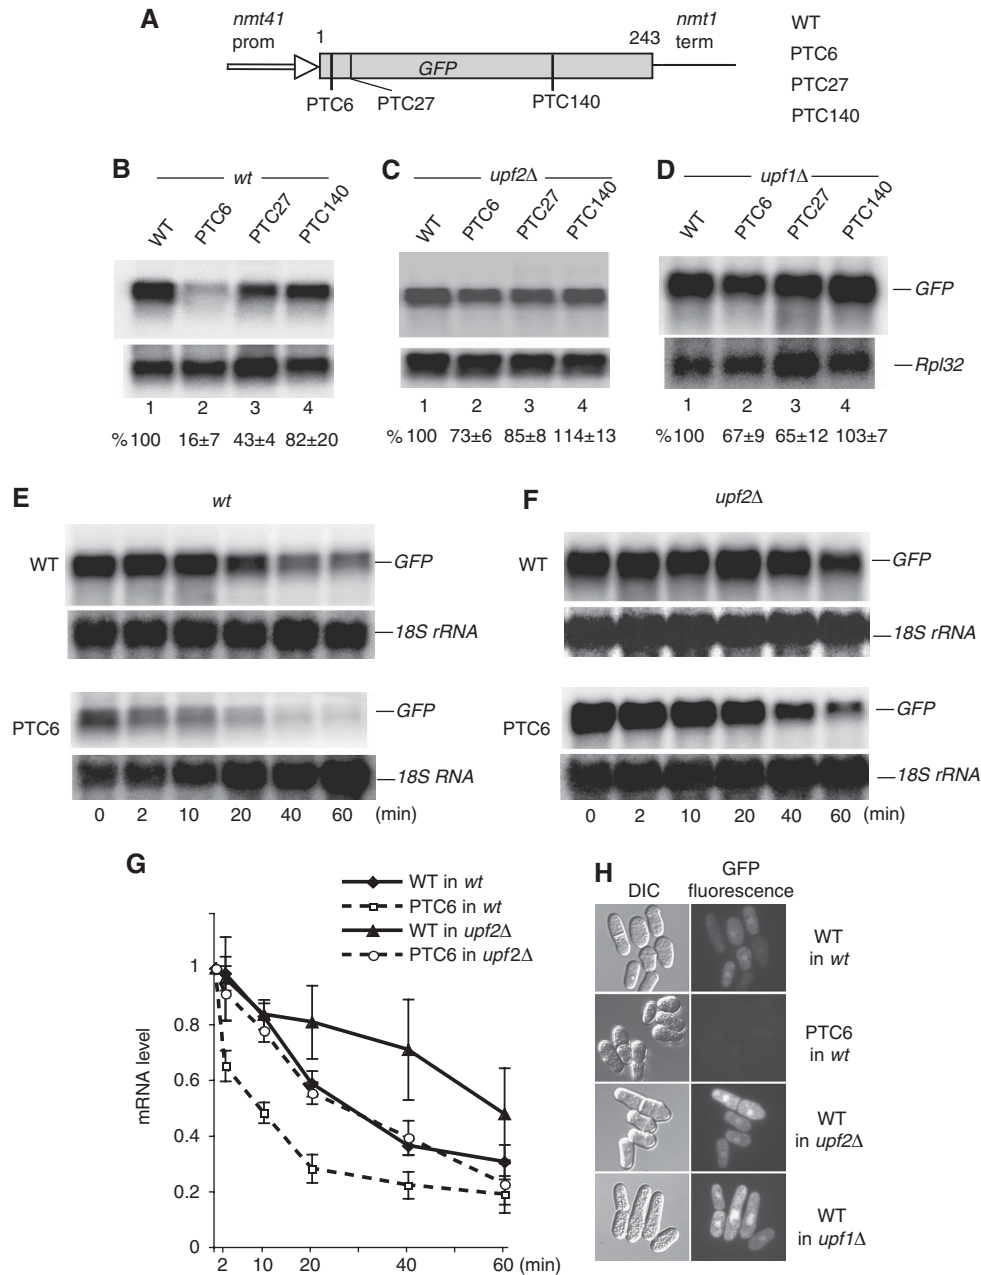 A
nmt41
prom
1
243
nmt1
term
GFP
PTC6
PTC27
PTC140
WT
PTC6
PTC27
PTC140
B
wt
WT
PTC6
PTC27
PTC140
1 2 3 4
% 100 16±7 43±4 82±20
C
upf2Δ
WT
PTC6
PTC27
PTC140
1 2 3 4
% 100 73±6 85±8 114±13
D
upf1Δ
WT
PTC6
PTC27
PTC140
GFP
Rpl32
1 2 3 4
% 100 67±9 65±12 103±7
E
wt
WT
GFP
18S rRNA
PTC6
GFP
18S RNA
0 2 10 20 40 60 (min)
F
upf2Δ
WT
GFP
18S rRNA
PTC6
GFP
18S rRNA
0 2 10 20 40 60 (min)
G
WT in wt
PTC6 in wt
WT in upf2Δ
PTC6 in upf2Δ
mRNA level
1
0.8
0.6
0.4
0.2
0
2 10 20 40 60 (min)
H
DIC
GFP
fluorescence
WT
in wt
PTC6
in wt
WT
in upf2Δ
WT
in upf1Δ